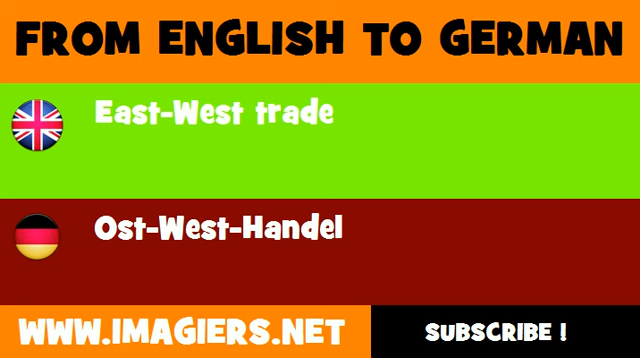 FROM ENGLISH TO GERMAN
East-West trade
Ost-West-Handel
WWW.IMAGIERS.NET
SUBSCRIBE !